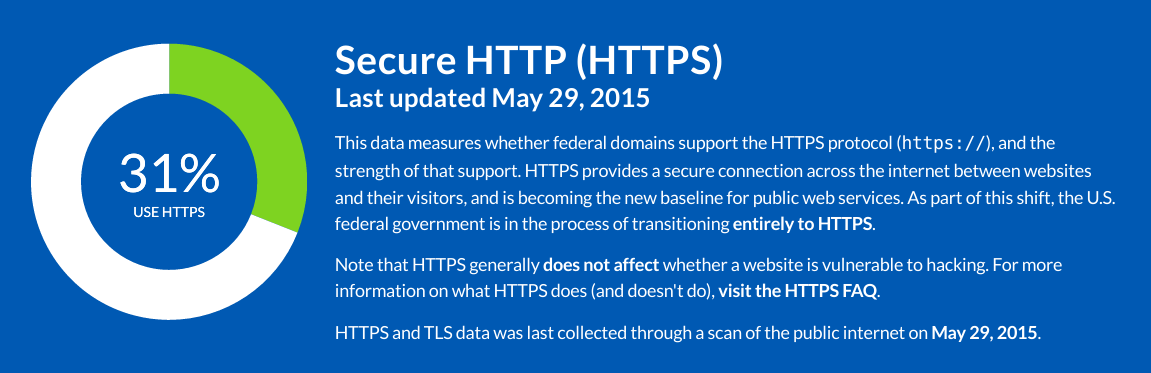 31%
USE HTTPS
Secure HTTP (HTTPS)
Last updated May 29, 2015
This data measures whether federal domains support the HTTPS protocol (https://), and the
strength of that support. HTTPS provides a secure connection across the internet between websites
and their visitors, and is becoming the new baseline for public web services. As part of this shift, the U.S.
federal government is in the process of transitioning entirely to HTTPS.
Note that HTTPS generally does not affect whether a website is vulnerable to hacking. For more
information on what HTTPS does (and doesn't do), visit the HTTPS FAQ.
HTTPS and TLS data was last collected through a scan of the public internet on May 29, 2015.